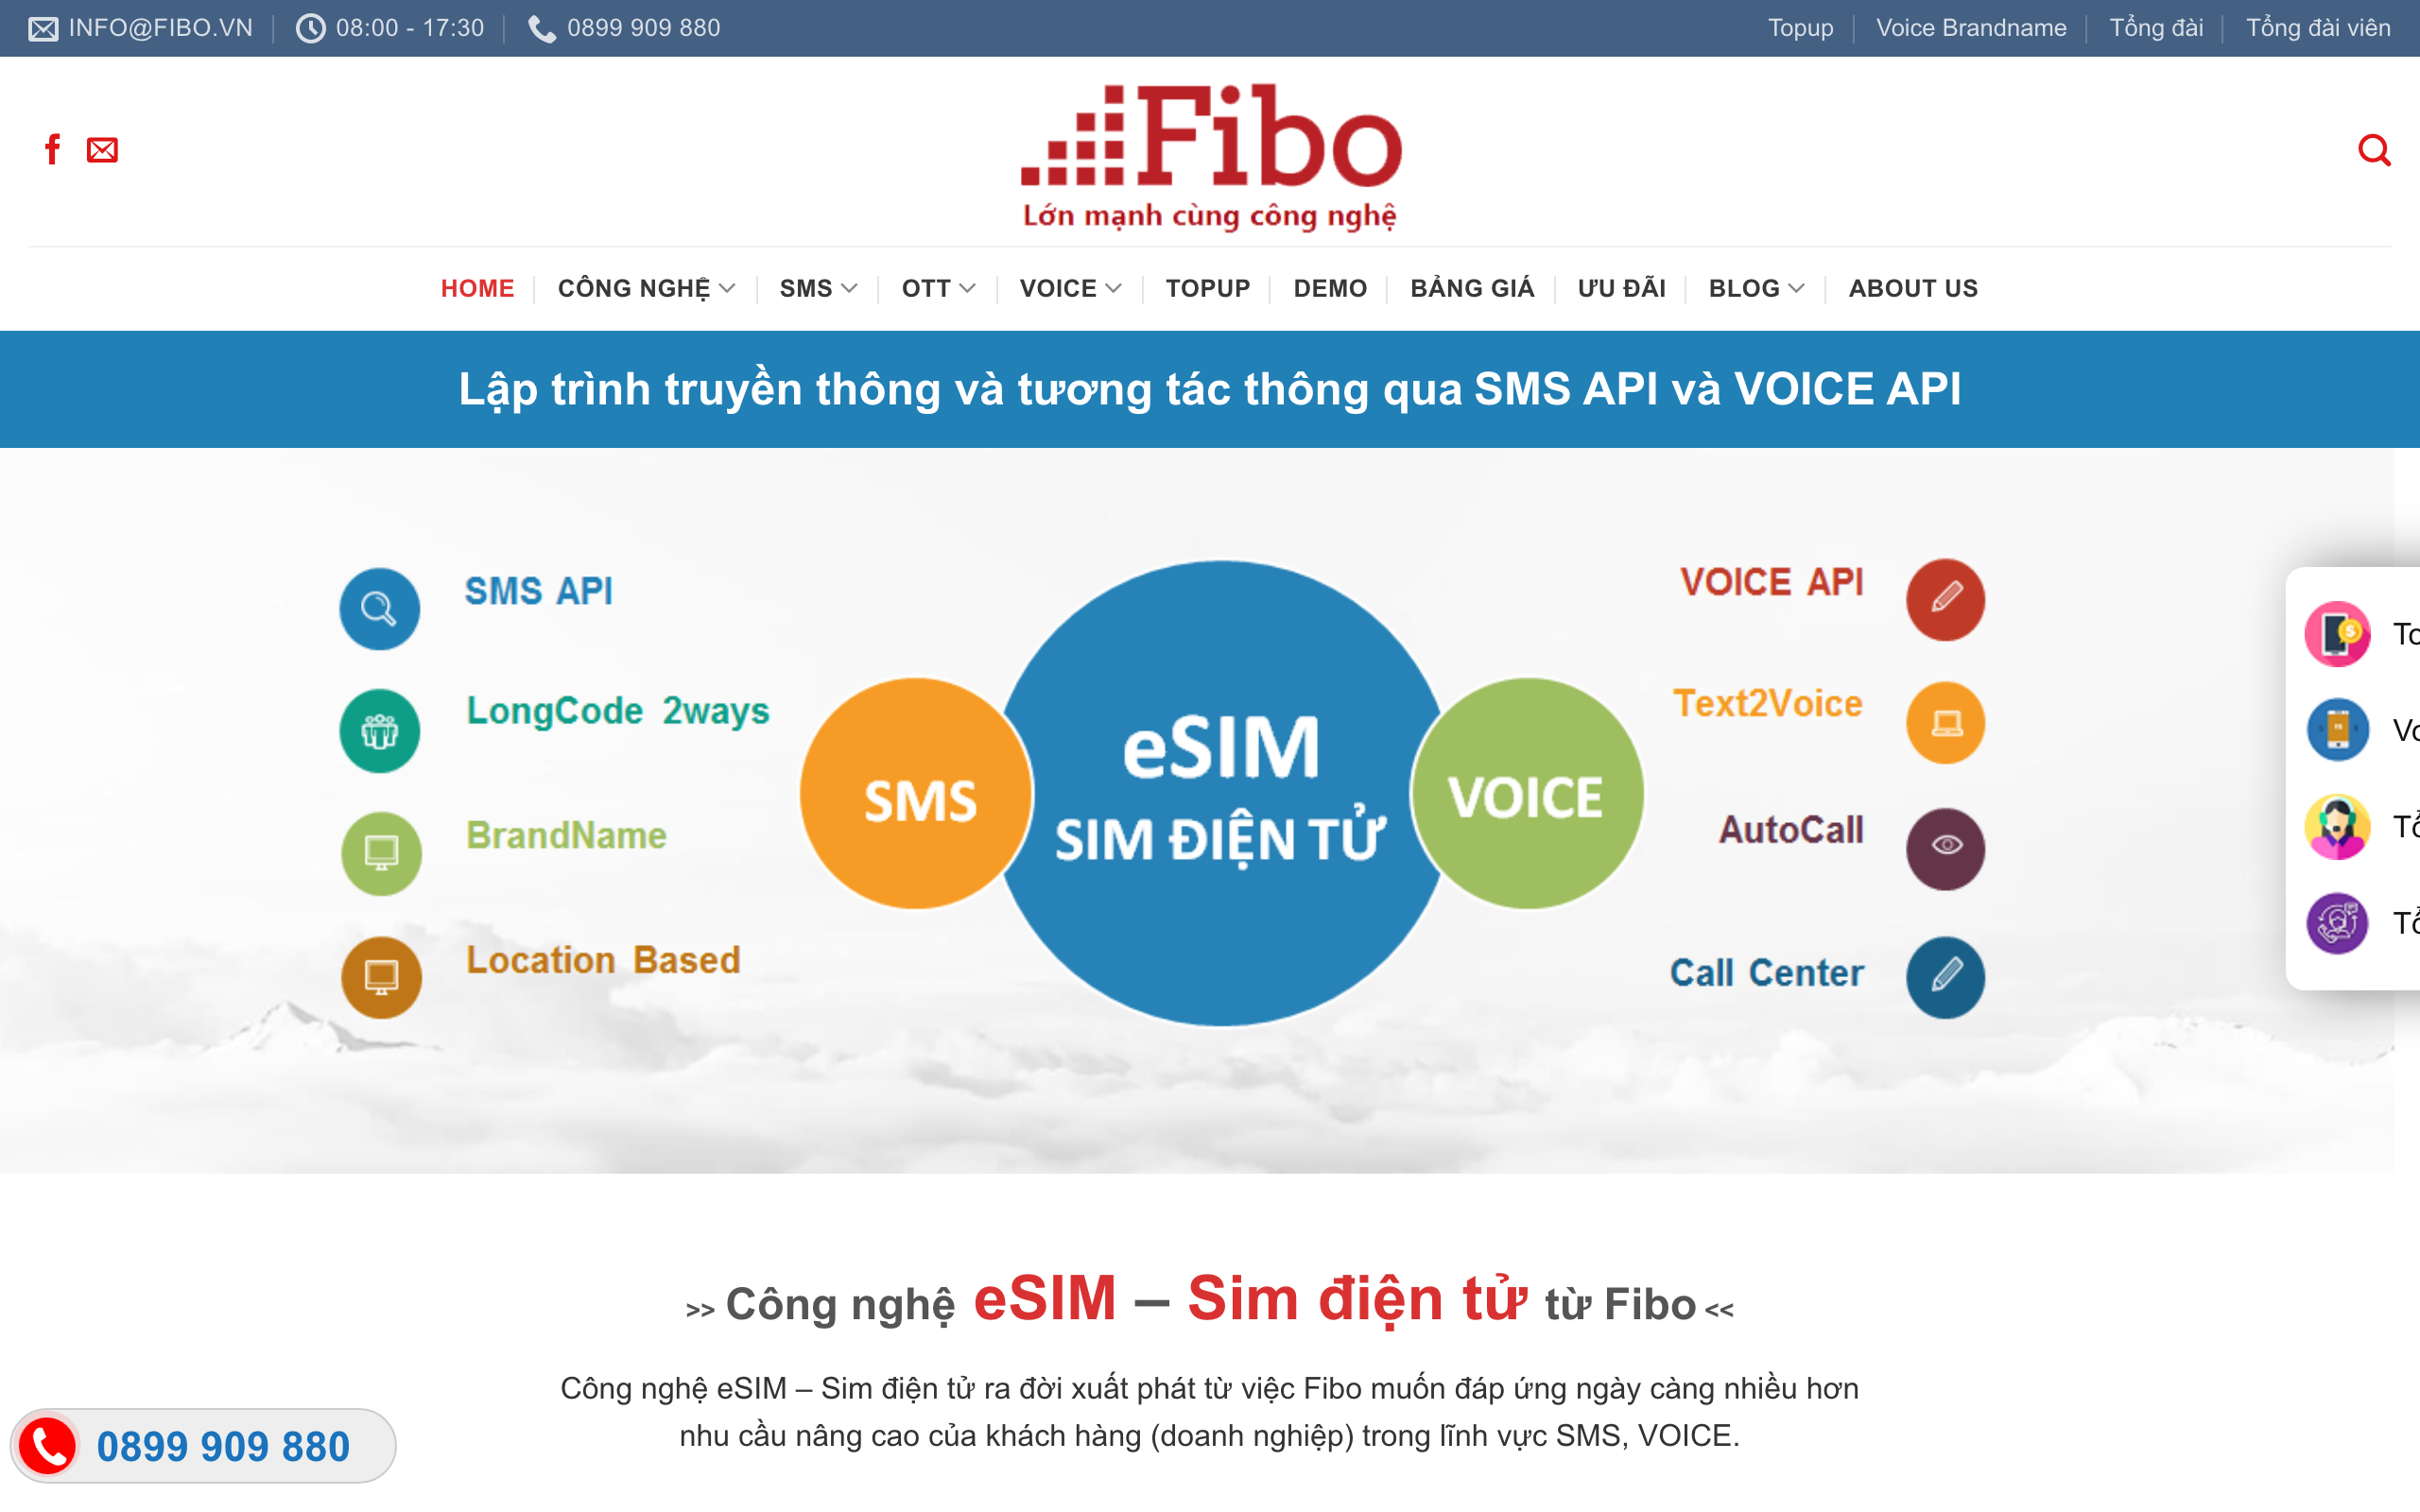 INFO@FIBO.VN
08:00 - 17:30
0899 909 880
Topup
Voice Brandname
Tổng đài
Tổng đài viên
Fibo
Lớn mạnh cùng công nghệ
HOME
CÔNG NGHỆ
SMS
OTT
VOICE
TOPUP
DEMO
BẢNG GIÁ
ƯU ĐÃI
BLOG
ABOUT US
Lập trình truyền thông và tương tác thông qua SMS API và VOICE API
SMS API
LongCode 2ways
BrandName
Location Based
SMS
eSIM
SIM ĐIỆN TỬ
VOICE
VOICE API
Text2Voice
AutoCall
Call Center
>> Công nghệ eSIM – Sim điện tử từ Fibo <<
Công nghệ eSIM – Sim điện tử ra đời xuất phát từ việc Fibo muốn đáp ứng ngày càng nhiều hơn
nhu cầu nâng cao của khách hàng (doanh nghiệp) trong lĩnh vực SMS, VOICE.
0899 909 880